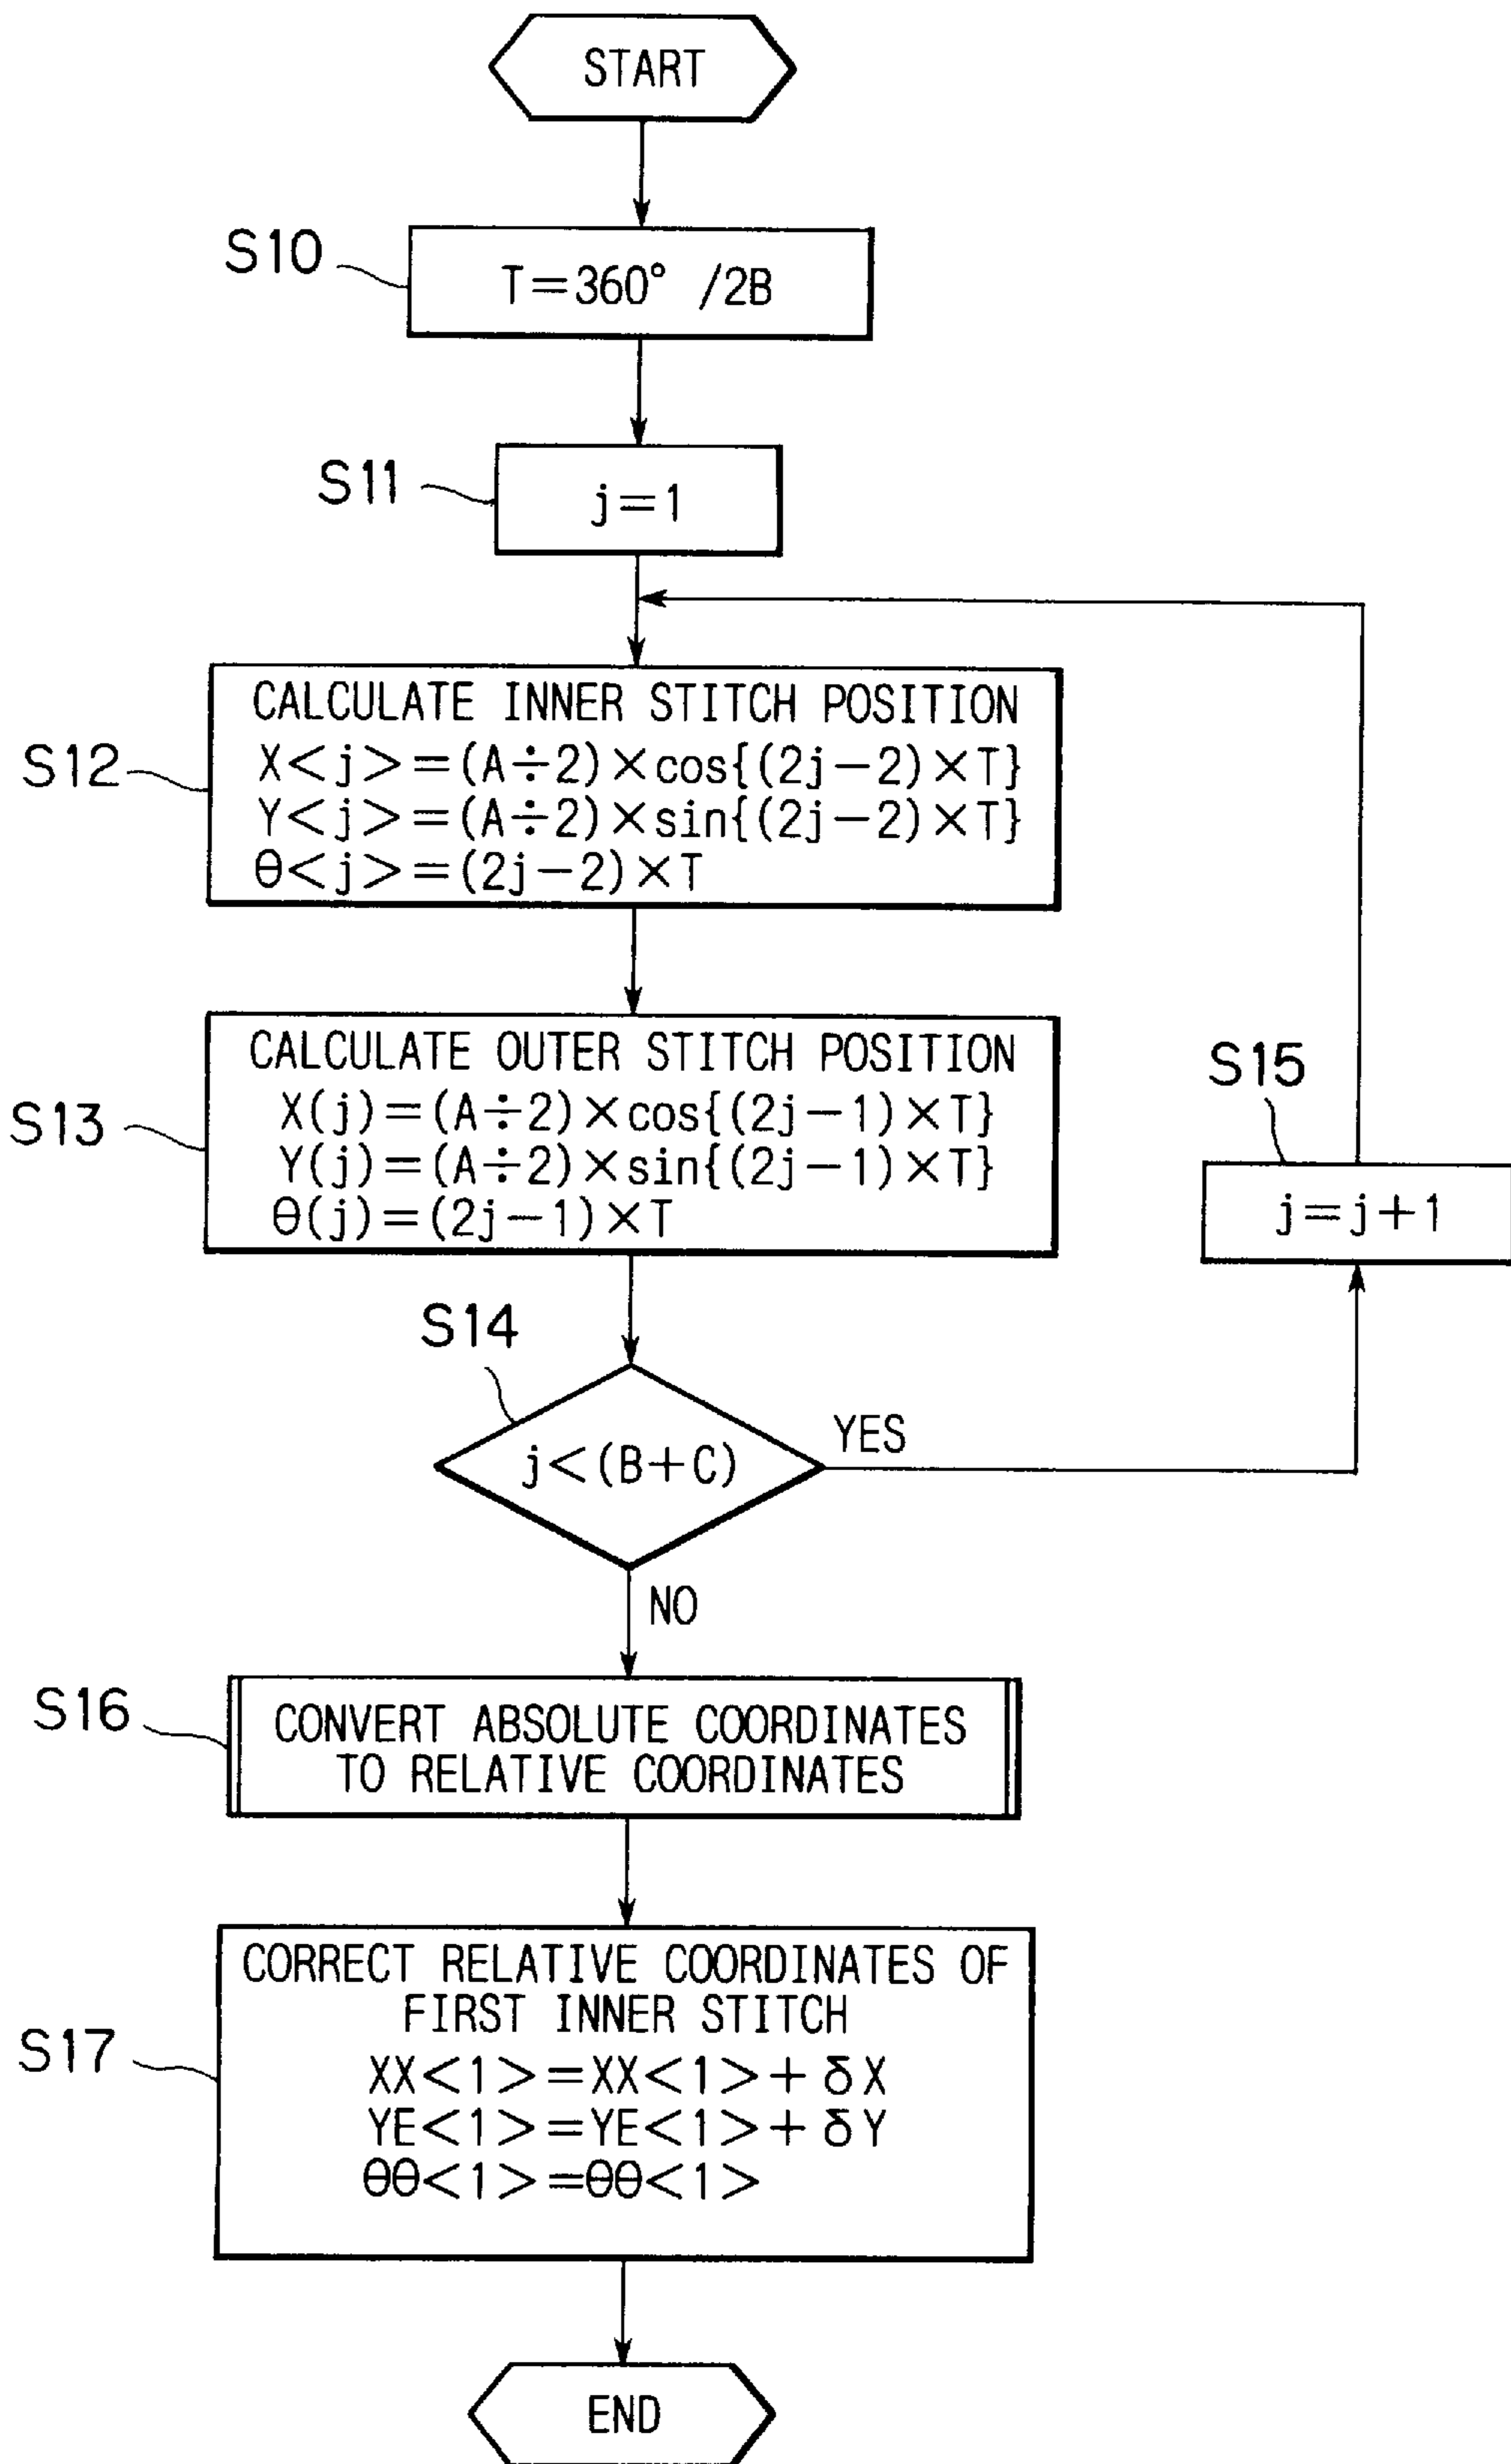 START
S10
T=360° /2B
S11
j=1
S12
CALCULATE INNER STITCH POSITION
X<j>=(A÷2)×cos{(2j-2)×T}
Y<j>=(A÷2)×sin{(2j-2)×T}
θ<j>=(2j-2)×T
S13
CALCULATE OUTER STITCH POSITION
X(j)=(A÷2)×cos{(2j-1)×T}
Y(j)=(A÷2)×sin{(2j-1)×T}
θ(j)=(2j-1)×T
S15
j=j+1
S14
j<(B+C)
YES
NO
S16
CONVERT ABSOLUTE COORDINATES
TO RELATIVE COORDINATES
S17
CORRECT RELATIVE COORDINATES OF
FIRST INNER STITCH
XX<1>=XX<1>+δX
YE<1>=YE<1>+δY
θθ<1>=θθ<1>
END